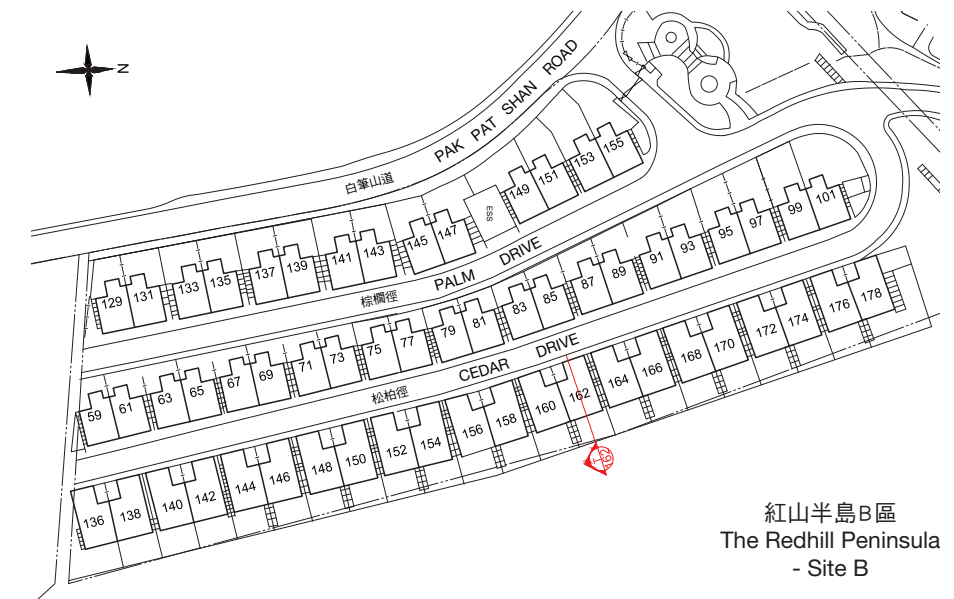 N
PAK PAT SHAN ROAD
白筆山道
153 155
149 151
ESS
145 147
141 143
137 139
133 135
129 131
PALM DRIVE
棕櫚徑
99 101
95 97
91 93
87 89
83 85
79 81
75 77
71 73
67 69
63 65
59 61
CEDAR DRIVE
松柏徑
176 178
172 174
168 170
164 166
160 162
156 158
152 154
148 150
144 146
140 142
136 138
T
162
紅山半島B區
The Redhill Peninsula
- Site B